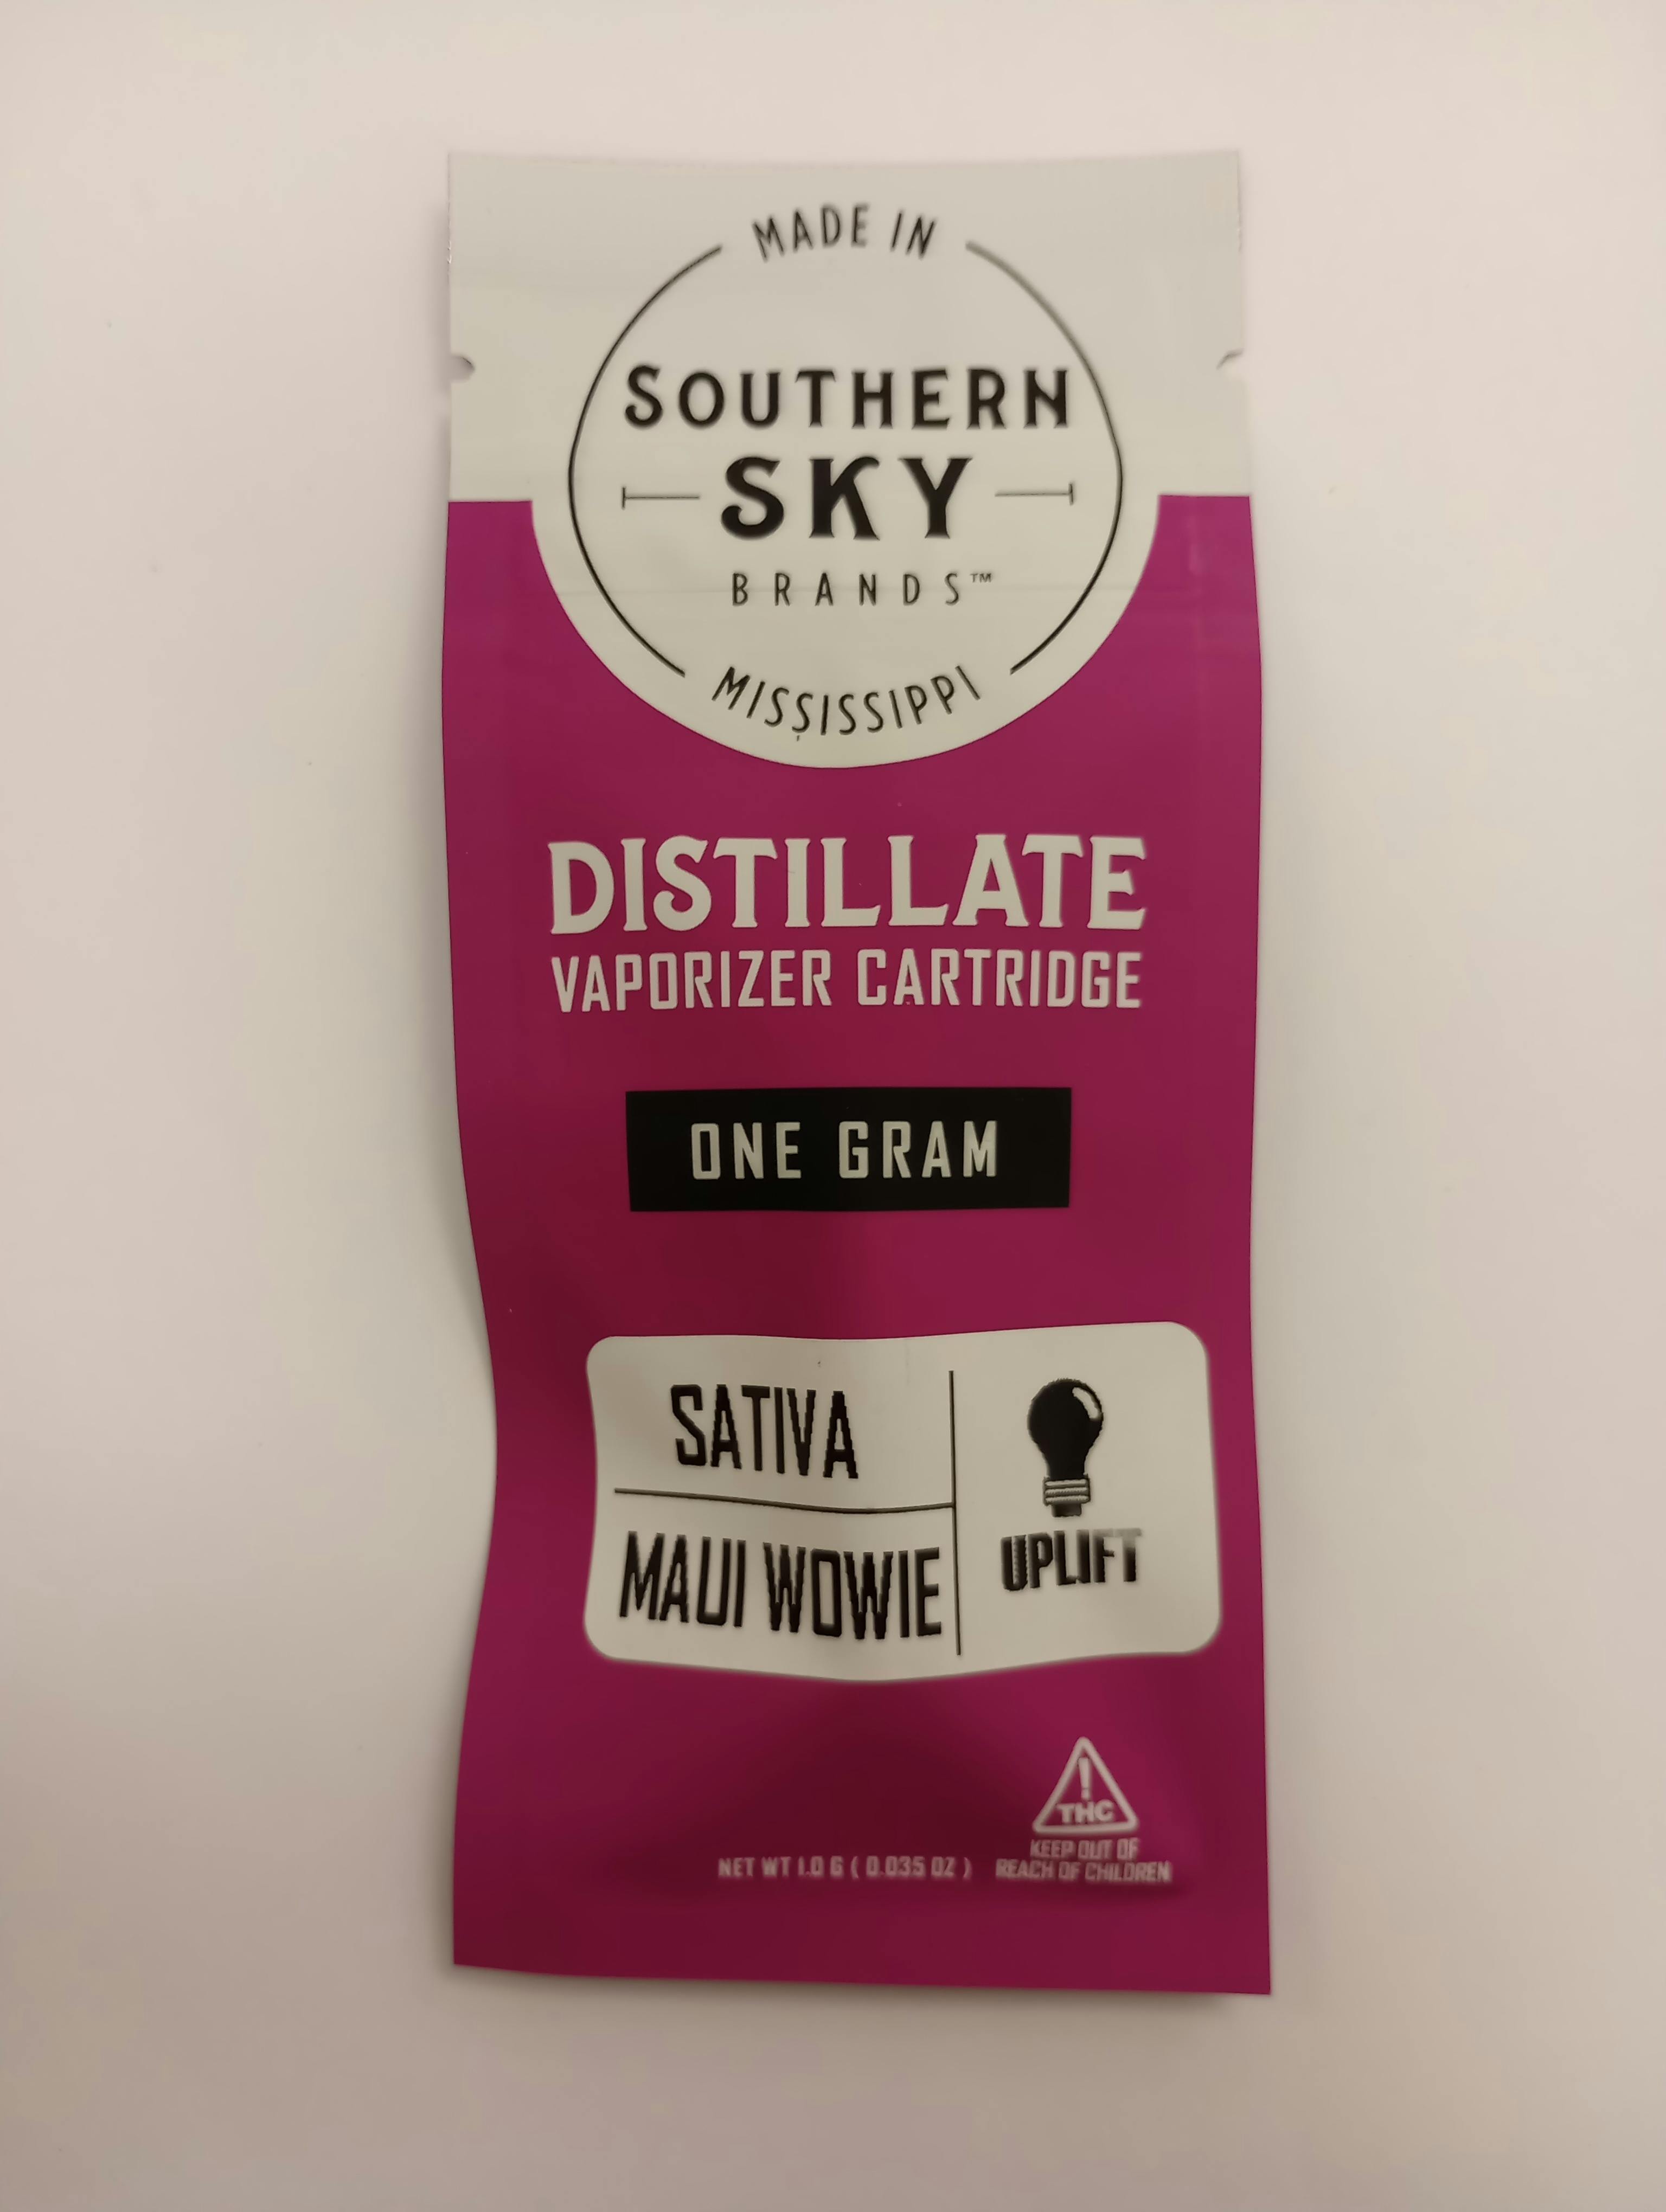 MADE IN
SOUTHERN
SKY
BRANDS™
MISSISSIPPI
DISTILLATE
VAPORIZER CARTRIDGE
ONE GRAM
SATIVA
MAUI WOWIE
UPLIFT
!
THC
KEEP OUT OF
REACH OF CHILDREN
NET WT 1.0 G ( 0.035 OZ )